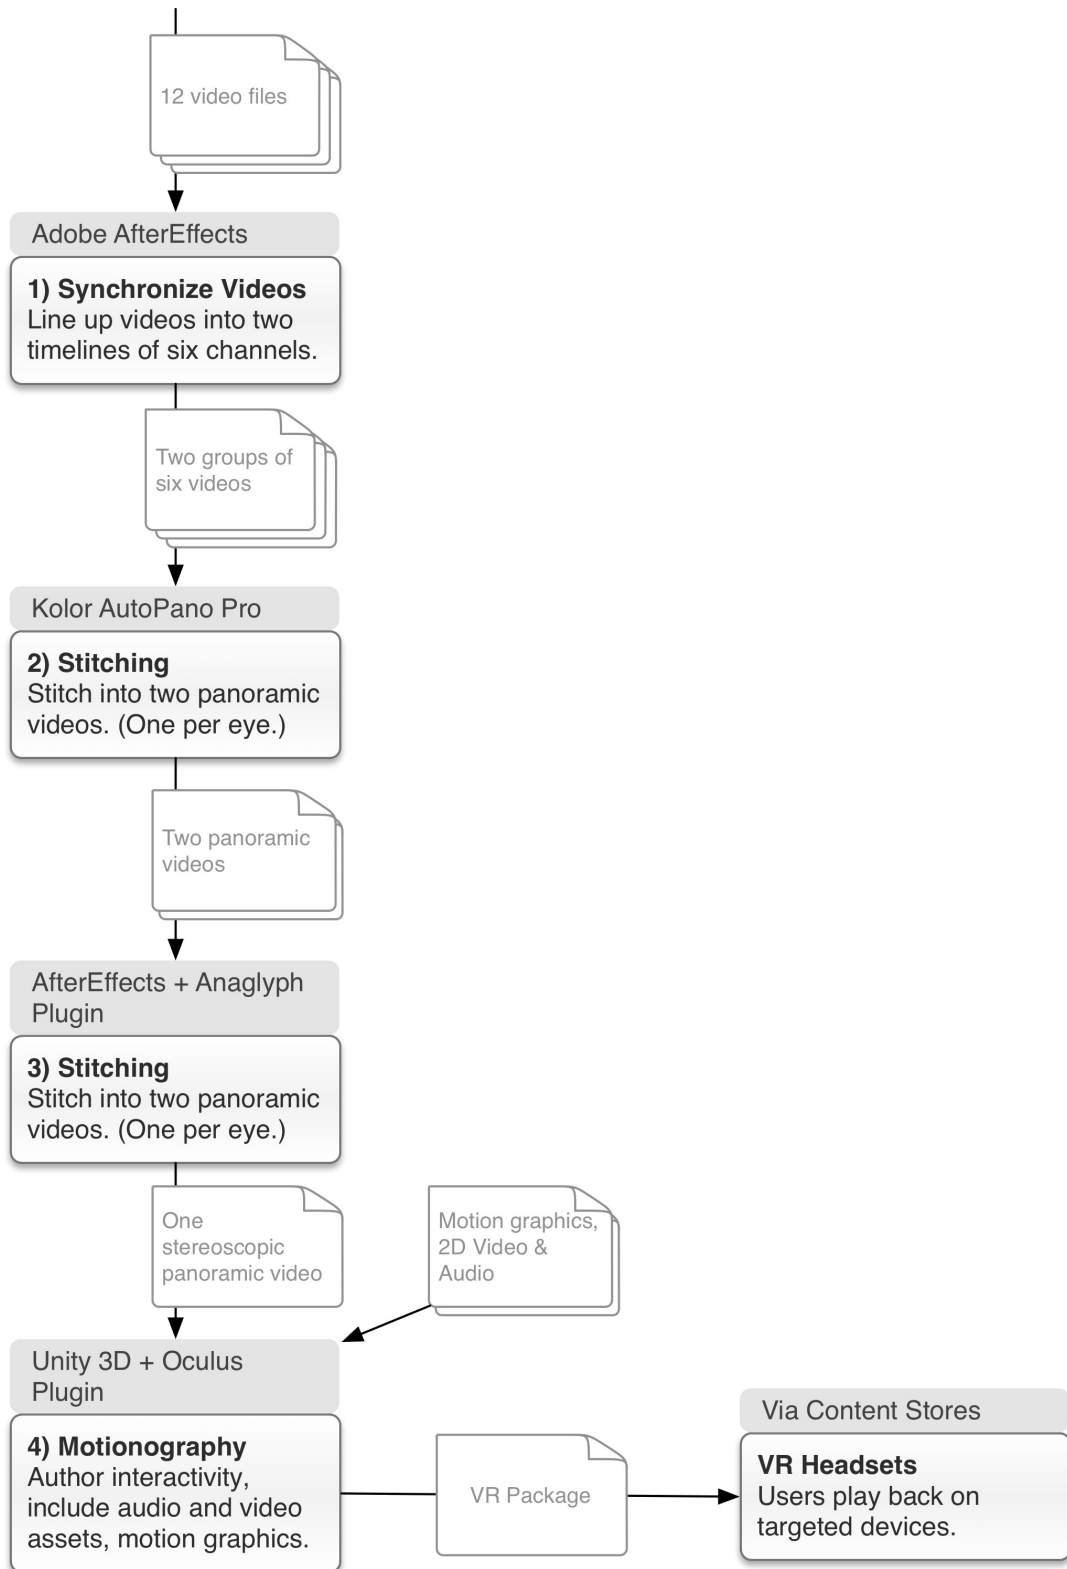 12 video files
Adobe AfterEffects
1) Synchronize Videos
Line up videos into two
timelines of six channels.
Two groups of
six videos
Kolor AutoPano Pro
2) Stitching
Stitch into two panoramic
videos. (One per eye.)
Two panoramic
videos
AfterEffects + Anaglyph
Plugin
3) Stitching
Stitch into two panoramic
videos. (One per eye.)
One
stereoscopic
panoramic video
Motion graphics,
2D Video &
Audio
Unity 3D + Oculus
Plugin
4) Motionography
Author interactivity,
include audio and video
assets, motion graphics.
VR Package
Via Content Stores
VR Headsets
Users play back on
targeted devices.